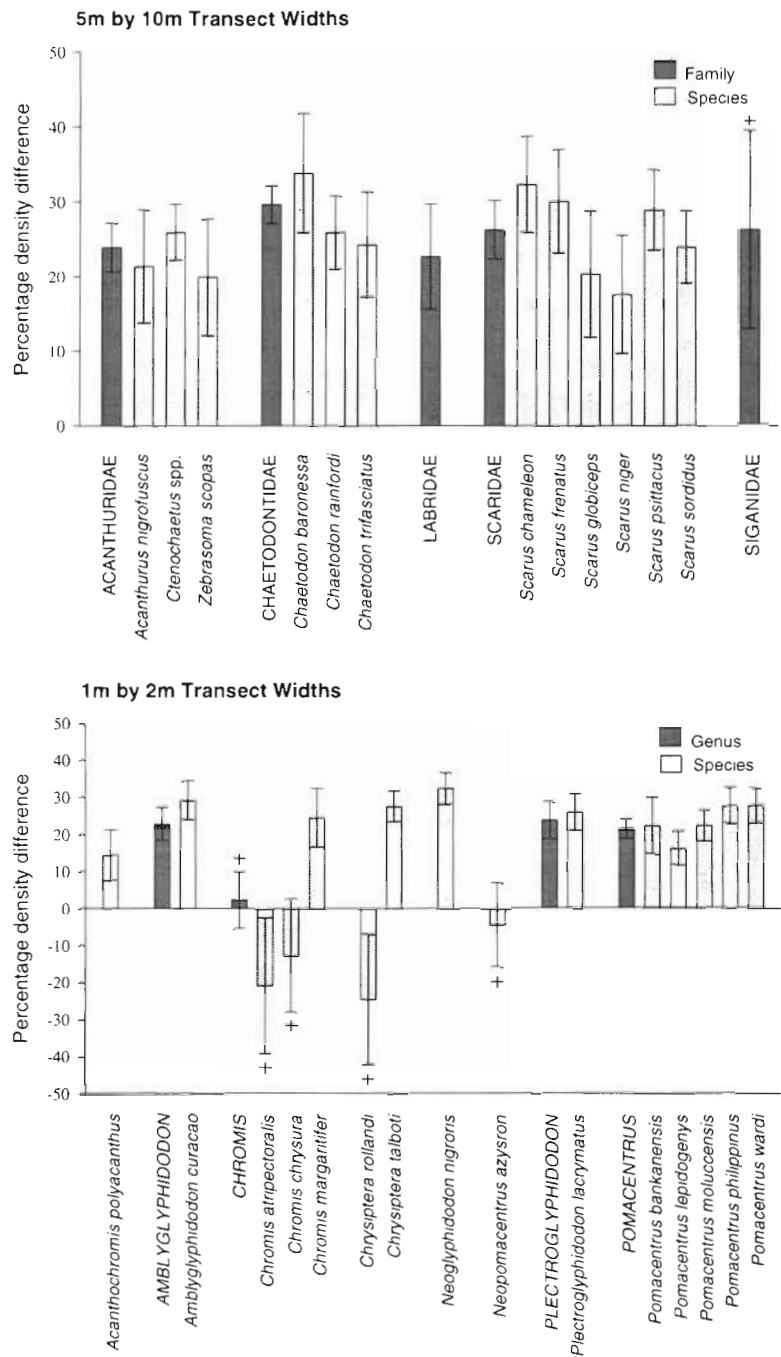 5m by 10m Transect Widths
Percentage density difference
50
40
30
20
10
0
Family
Species
+
ACANTHURIDAE
Acanthurus nigrofuscus
Ctenochaetus spp.
Zebrasoma scopas
CHAETODONTIDAE
Chaetodon baronessa
Chaetodon rainfordi
Chaetodon trifasciatus
LABRIDAE
SCARIDAE
Scarus chameleon
Scarus frenatus
Scarus globiceps
Scarus niger
Scarus psittacus
Scarus sordidus
SIGANIDAE
1m by 2m Transect Widths
Percentage density difference
50
40
30
20
10
0
-10
-20
-30
-40
-50
Genus
Species
+
+
+
+
+
Acanthochromis polyacanthus
AMBLYGLYPHIDODON
Amblyglyphidodon curacao
CHROMIS
Chromis atripectoralis
Chromis chrysura
Chromis margaritifer
Chrysiptera rollandi
Chrysiptera talboti
Neoglyphidodon nigroris
Neopomacentrus azysron
PLECTROGLYPHIDODON
Plectroglyphidodon lacrymatus
POMACENTRUS
Pomacentrus bankanensis
Pomacentrus lepidogenys
Pomacentrus moluccensis
Pomacentrus philippinus
Pomacentrus wardi